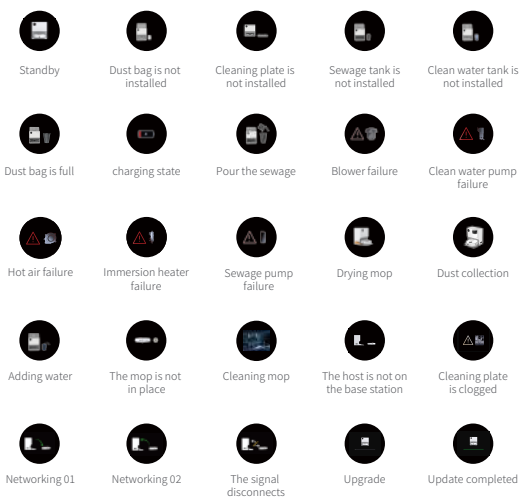 Standby
Dust bag is not
installed
Cleaning plate is
not installed
Sewage tank is
not installed
Clean water tank is
not installed
Dust bag is full
charging state
Pour the sewage
Blower failure
Clean water pump
failure
Hot air failure
Immersion heater
failure
Sewage pump
failure
Drying mop
Dust collection
Adding water
The mop is not
in place
Cleaning mop
The host is not on
the base station
Cleaning plate
is clogged
Networking 01
Networking 02
The signal
disconnects
Upgrade
Update completed